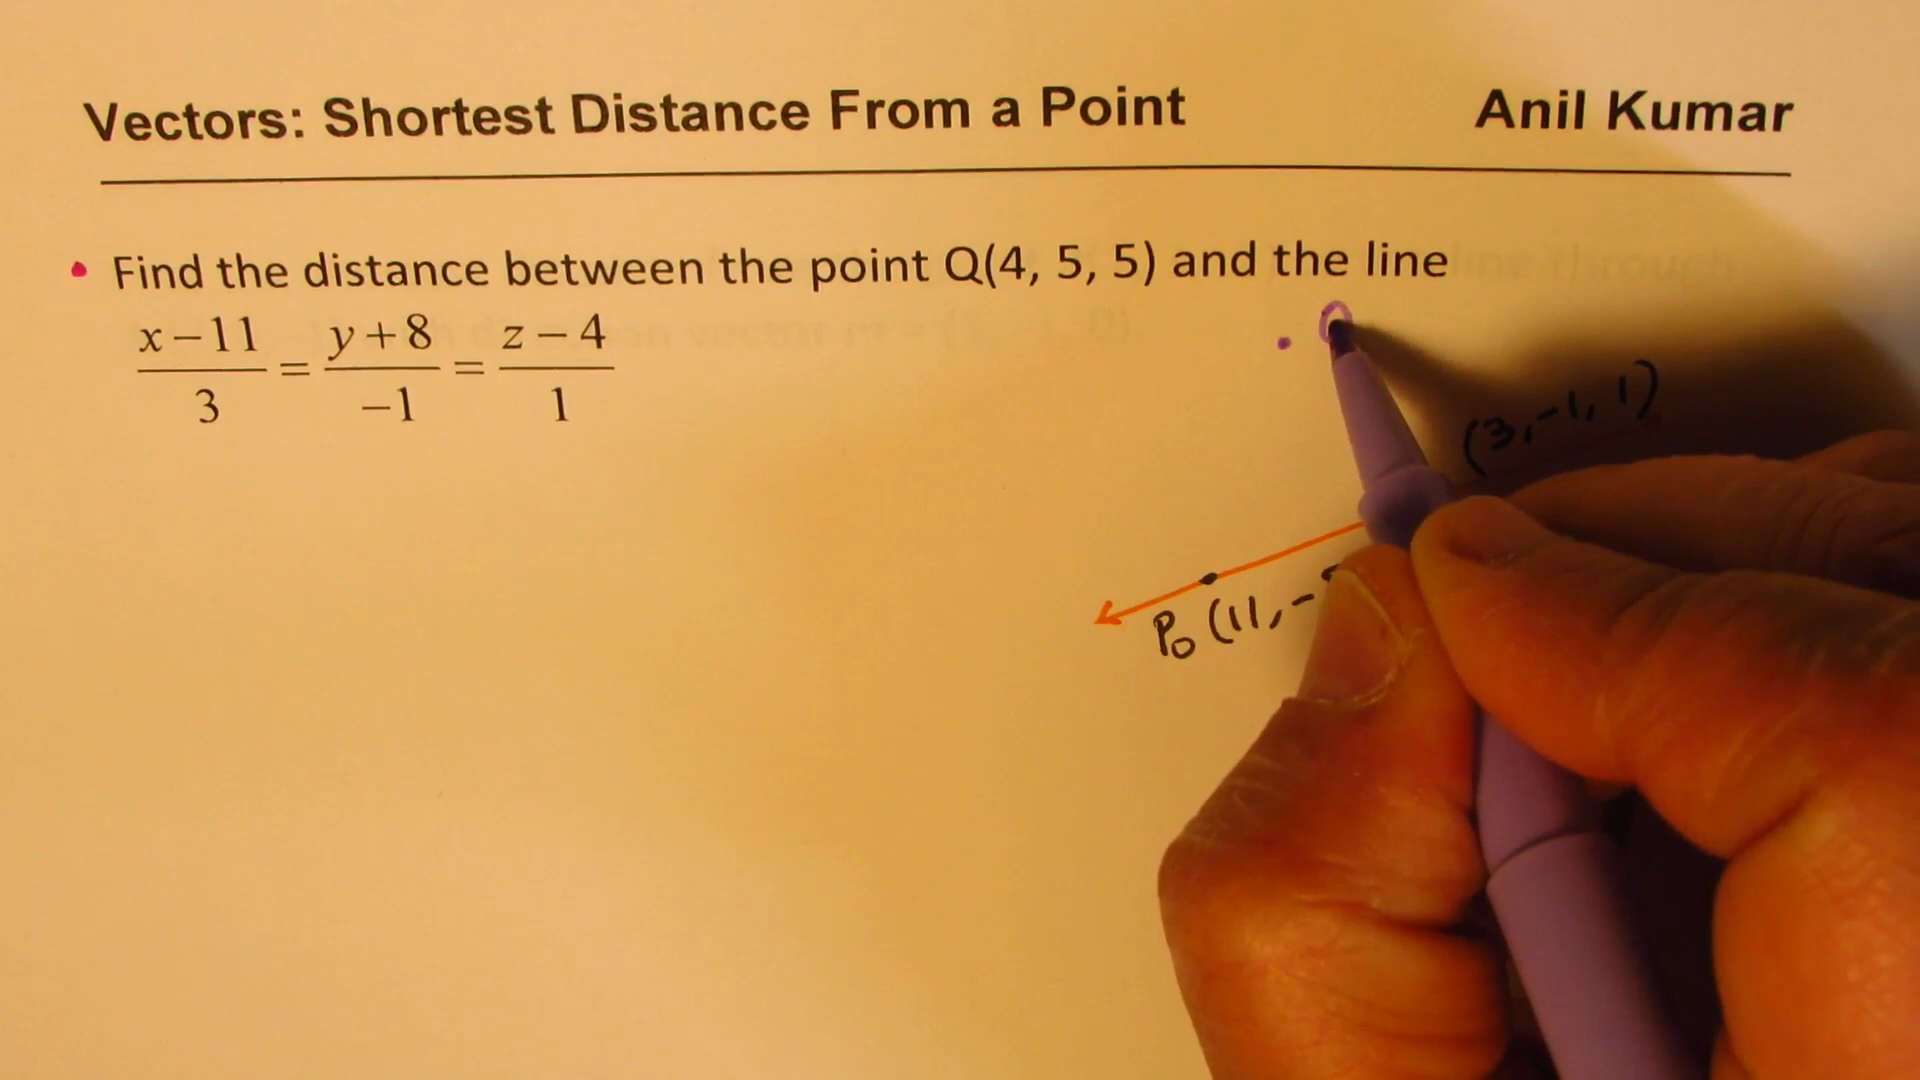 Vectors: Shortest Distance From a Point Anil Kumar
• Find the distance between the point Q(4, 5, 5) and the line
x−11/3 = y+8/−1 = z−4/1
(3,-1,1)
P₀ (11,-